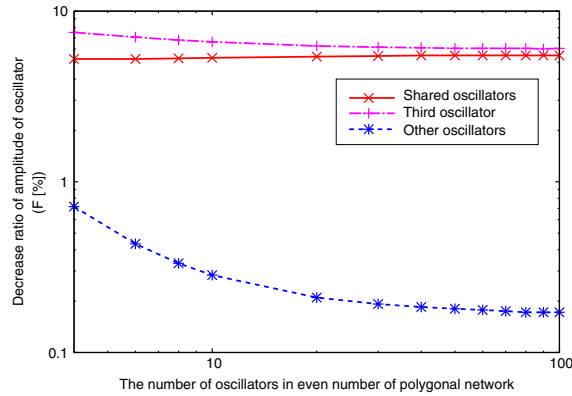 10
1
0.1
10
100
Decrease ratio of amplitude of oscillator
(F [%])
The number of oscillators in even number of polygonal network
Shared oscillators
Third oscillator
Other oscillators